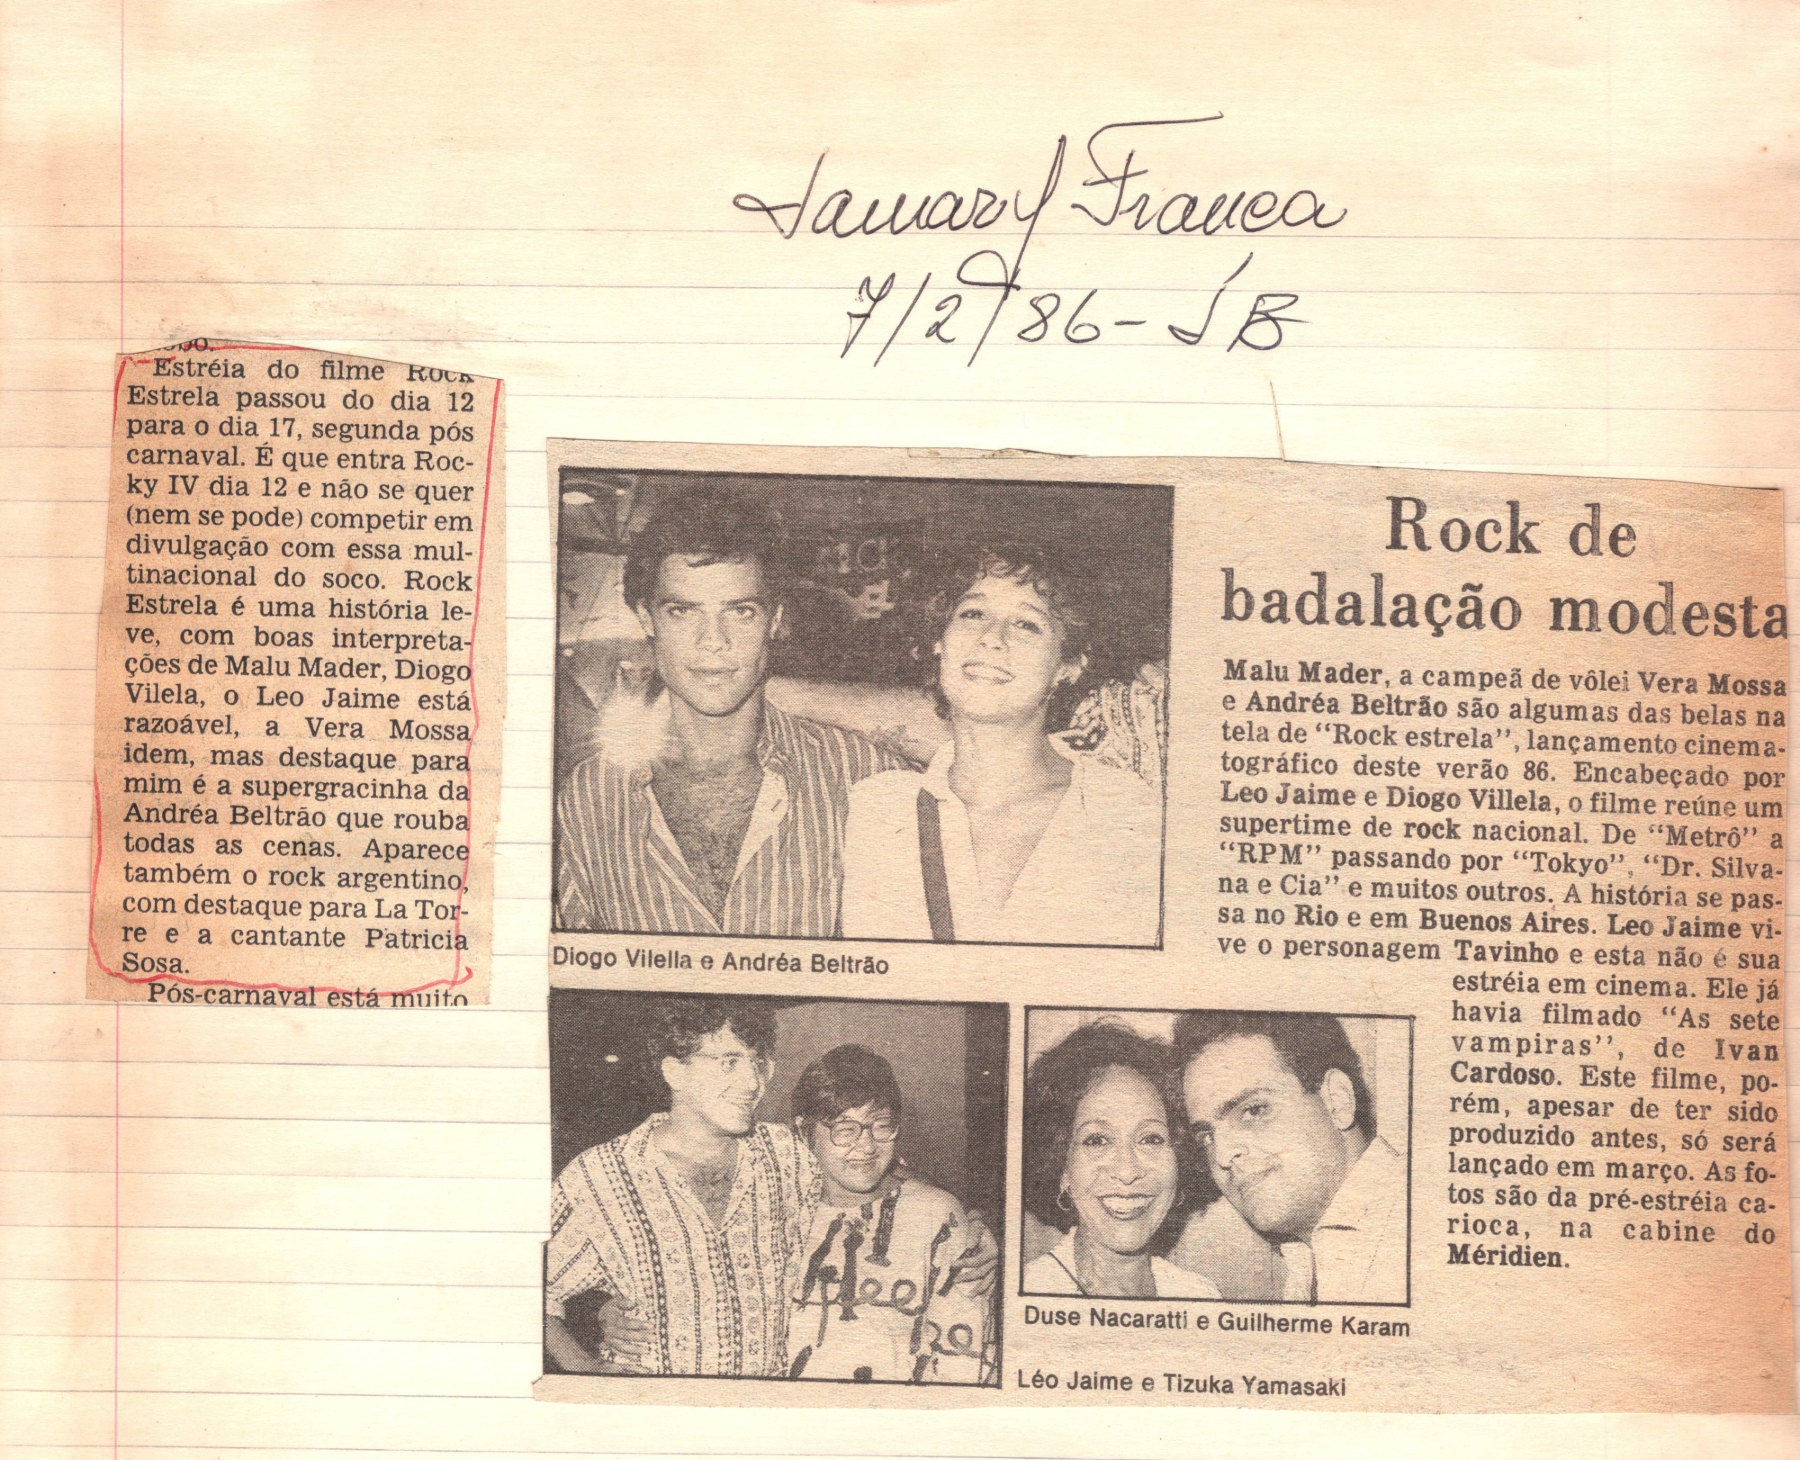 Jamary França
7/2/86 - JB
Estréia do filme Rock
Estrela passou do dia 12
para o dia 17, segunda pós
carnaval. É que entra Roc-
ky IV dia 12 e não se quer
(nem se pode) competir em
divulgação com essa mul-
tinacional do soco. Rock
Estrela é uma história le-
ve, com boas interpreta-
ções de Malu Mader, Diogo
Vilela, o Leo Jaime está
razoável, a Vera Mossa
idem, mas destaque para
mim é a supergracinha da
Andréa Beltrão que rouba
todas as cenas. Aparece
também o rock argentino,
com destaque para La Tor-
re e a cantante Patricia
Sosa.
Pós-carnaval está muito
Rock de
badalação modesta
Malu Mader, a campeã de vôlei Vera Mossa
e Andréa Beltrão são algumas das belas na
tela de “Rock estrela”, lançamento cinema-
tográfico deste verão 86. Encabeçado por
Leo Jaime e Diogo Villela, o filme reúne um
supertime de rock nacional. De “Metrô” a
“RPM” passando por “Tokyo”, “Dr. Silva-
na e Cia” e muitos outros. A história se pas-
sa no Rio e em Buenos Aires. Leo Jaime vi-
ve o personagem Tavinho e esta não é sua
estréia em cinema. Ele já
havia filmado “As sete
vampiras”, de Ivan
Cardoso. Este filme, po-
rém, apesar de ter sido
produzido antes, só será
lançado em março. As fo-
tos são da pré-estréia ca-
rioca, na cabine do
Méridien.
Diogo Vilella e Andréa Beltrão
Duse Nacaratti e Guilherme Karam
Léo Jaime e Tizuka Yamasaki